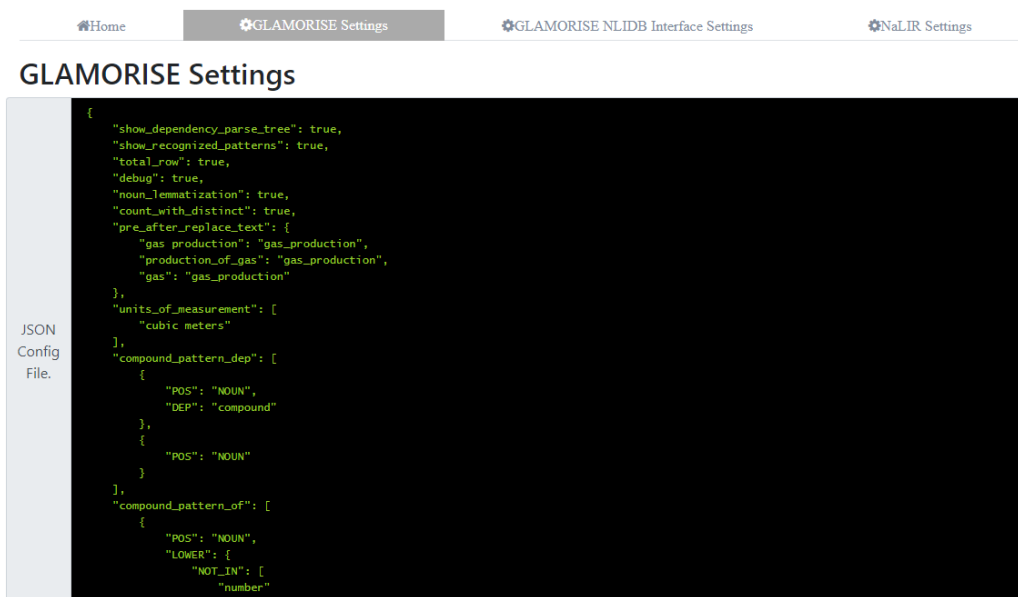 Home GLAMORISE Settings GLAMORISE NLIDB Interface Settings NaLIR Settings
GLAMORISE Settings
JSON
Config
File.
{
    "show_dependency_parse_tree": true,
    "show_recognized_patterns": true,
    "total_row": true,
    "debug": true,
    "noun_lemmatization": true,
    "count_with_distinct": true,
    "pre_after_replace_text": {
        "gas production": "gas_production",
        "production_of_gas": "gas_production",
        "gas": "gas_production"
    },
    "units_of_measurement": [
        "cubic meters"
    ],
    "compound_pattern_dep": [
        {
            "POS": "NOUN",
            "DEP": "compound"
        },
        {
            "POS": "NOUN"
        }
    ],
    "compound_pattern_of": [
        {
            "POS": "NOUN",
            "LOWER": {
                "NOT_IN": [
                    "number"